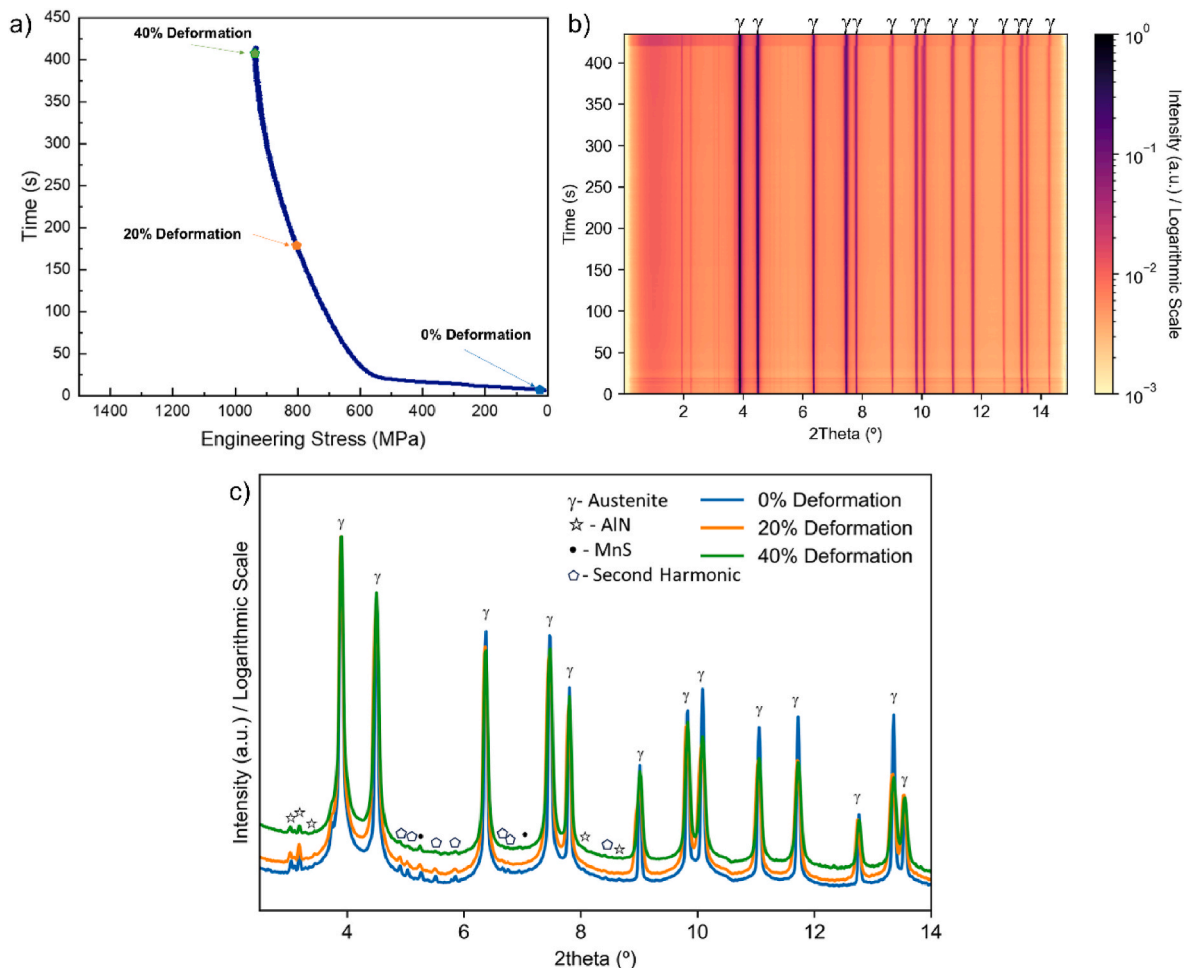 a)
450
400
350
300
250
200
150
100
50
0
Time (s)
40% Deformation
20% Deformation
0% Deformation
1400
1200
1000
800
600
400
200
0
Engineering Stress (MPa)
b)
γ γ γ γγ γ γγ γ γ γ γγ γ
400
350
300
250
200
150
100
50
0
Time (s)
2
4
6
8
10
12
14
2Theta (º)
10⁰
10⁻¹
10⁻²
10⁻³
Intensity (a.u.) / Logarithmic Scale
c)
γ- Austenite
☆ - AlN
• - MnS
⬠- Second Harmonic
0% Deformation
20% Deformation
40% Deformation
γ
γ
γ
γ
γ
γ
γ
γ
γ
γ
γ
γ
γ
Intensity (a.u.) / Logarithmic Scale
4
6
8
10
12
14
2theta (º)